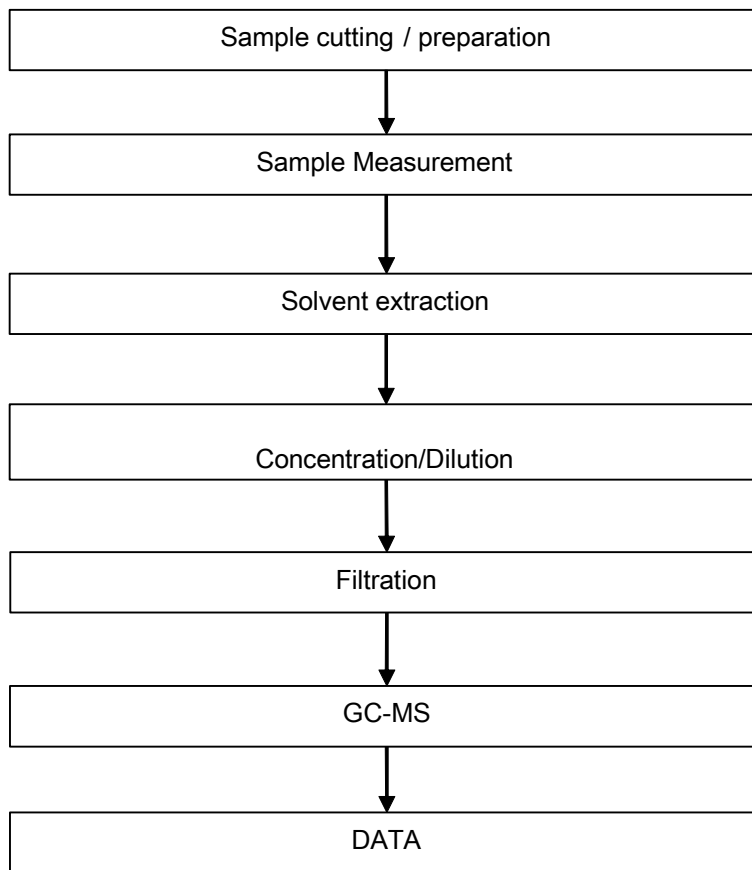 Sample cutting / preparation
Sample Measurement
Solvent extraction
Concentration/Dilution
Filtration
GC-MS
DATA